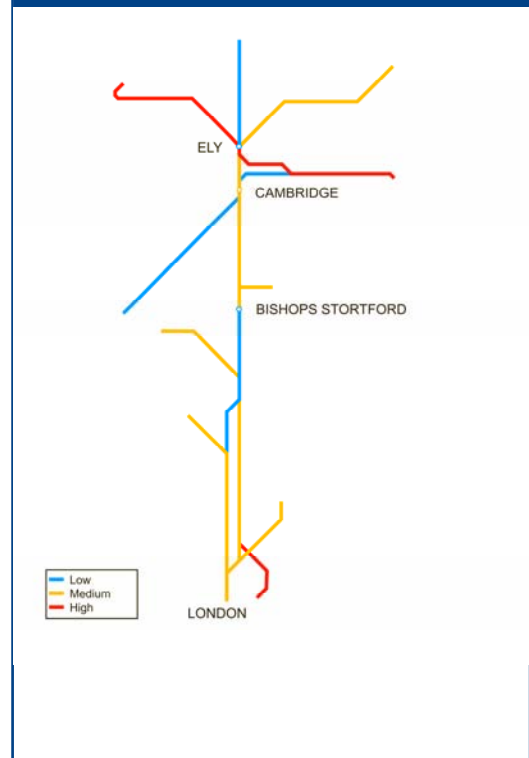 ELY
CAMBRIDGE
BISHOPS STORTFORD
Low
Medium
High
LONDON